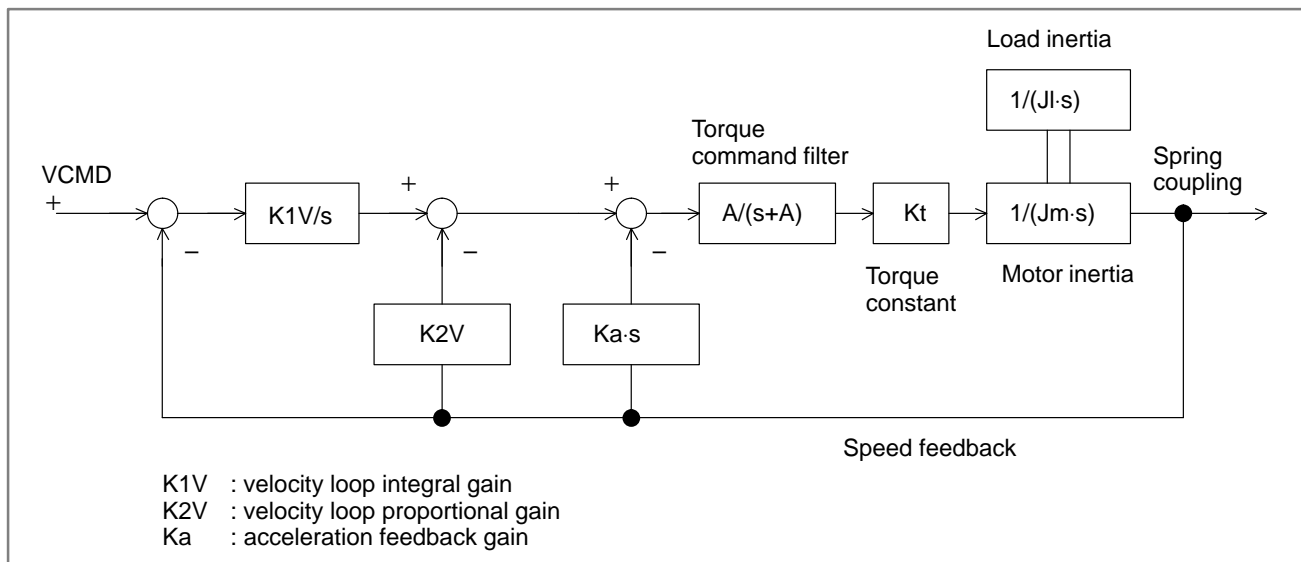 Load inertia
1/(Jl·s)
Torque
command filter
Spring
coupling
VCMD
+
+
+
K1V/s
A/(s+A)
Kt
1/(Jm·s)
−
−
−
Torque
constant
Motor inertia
K2V
Ka·s
Speed feedback
K1V : velocity loop integral gain
K2V : velocity loop proportional gain
Ka : acceleration feedback gain